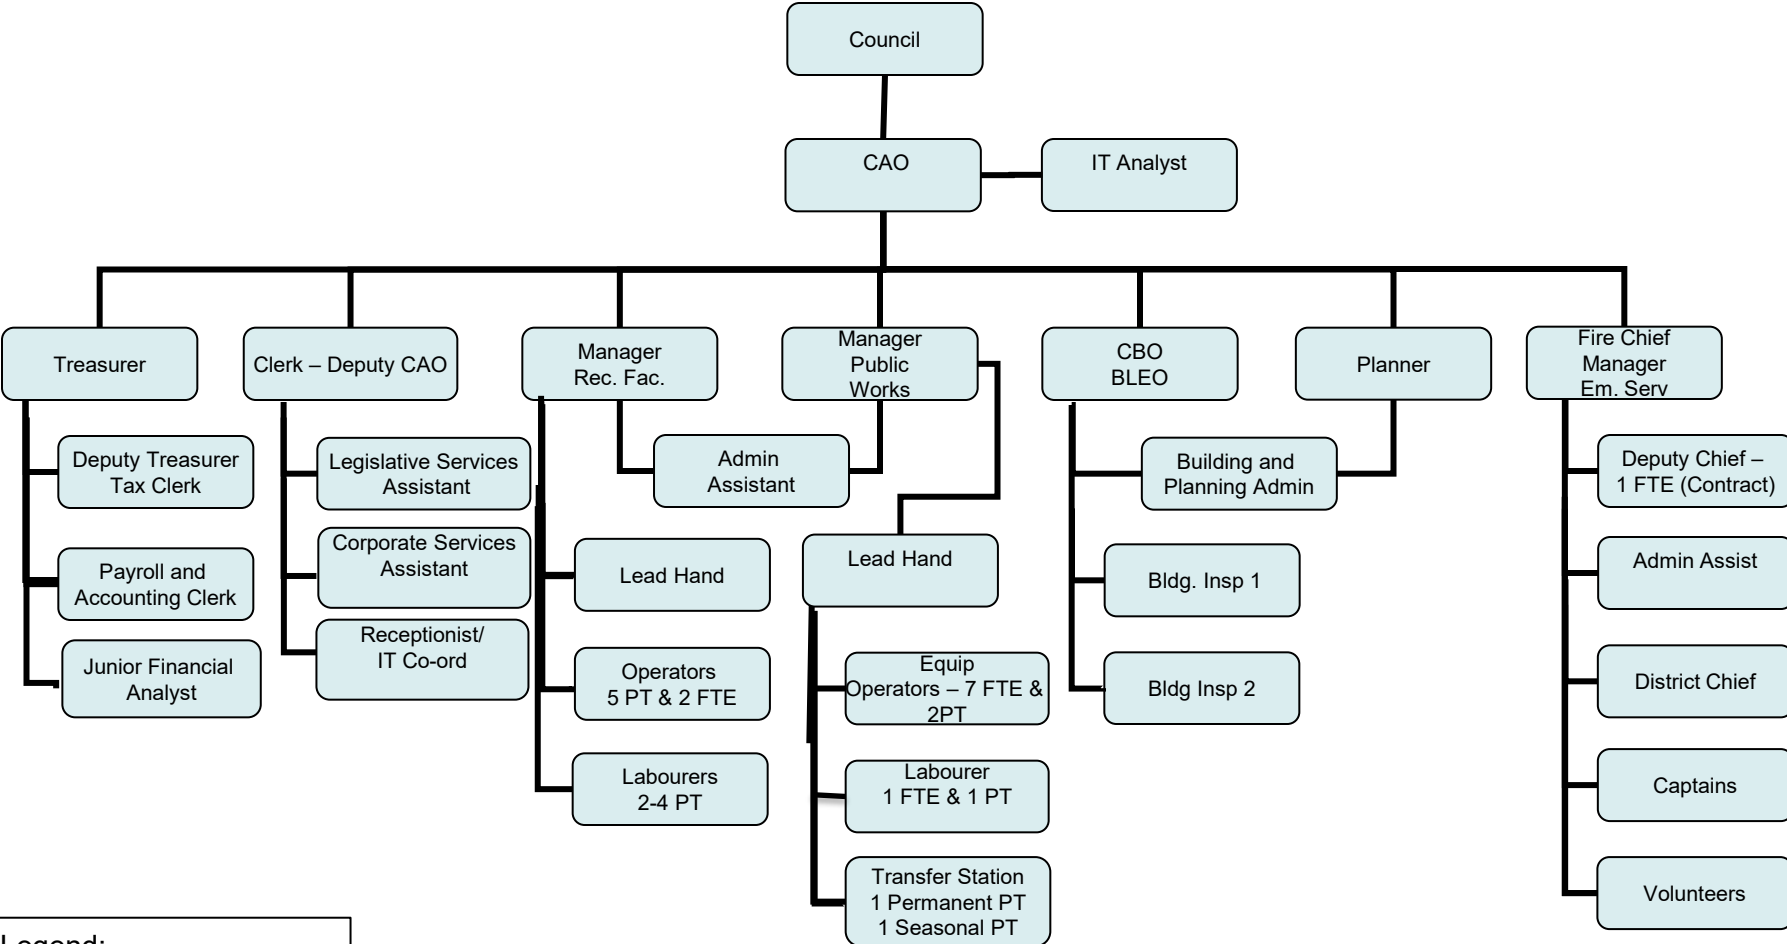 Council
CAO
IT Analyst
Treasurer
Clerk – Deputy CAO
Manager
Rec. Fac.
Manager
Public
Works
CBO
BLEO
Planner
Fire Chief
Manager
Em. Serv
Deputy Treasurer
Tax Clerk
Payroll and
Accounting Clerk
Junior Financial
Analyst
Legislative Services
Assistant
Corporate Services
Assistant
Receptionist/
IT Co-ord
Admin
Assistant
Lead Hand
Operators
5 PT & 2 FTE
Labourers
2-4 PT
Lead Hand
Equip
Operators – 7 FTE &
2PT
Labourer
1 FTE & 1 PT
Transfer Station
1 Permanent PT
1 Seasonal PT
Building and
Planning Admin
Bldg. Insp 1
Bldg Insp 2
Deputy Chief –
1 FTE (Contract)
Admin Assist
District Chief
Captains
Volunteers
Legend: